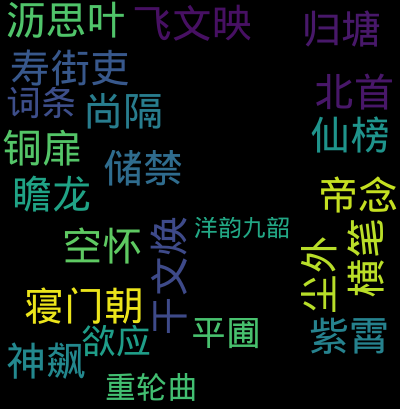 沥思叶
飞文映
归塘
寿街吏
词条
尚隔
北首
仙榜
铜扉
储禁
瞻龙
帝念
空怀
干文焕
洋韵九韶
尘外
横笔
寝门朝
欲应
平圃
紫霄
神飙
重轮曲